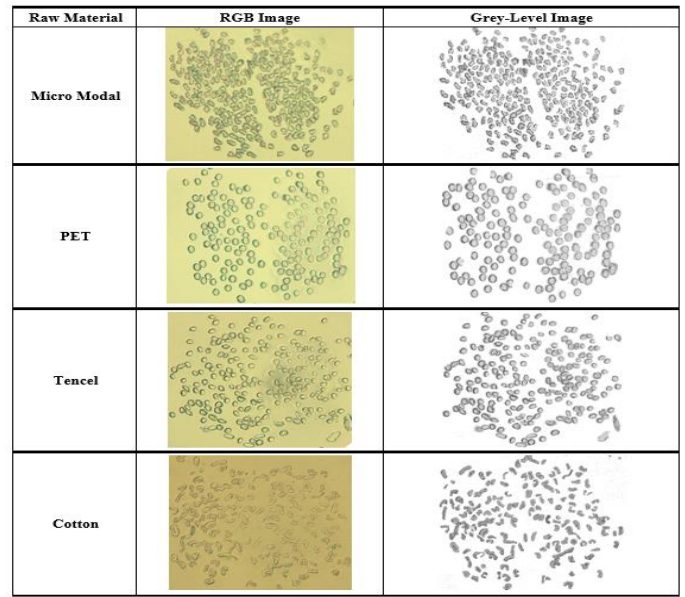 Raw Material RGB Image Grey-Level Image
Micro Modal
PET
Tencel
Cotton